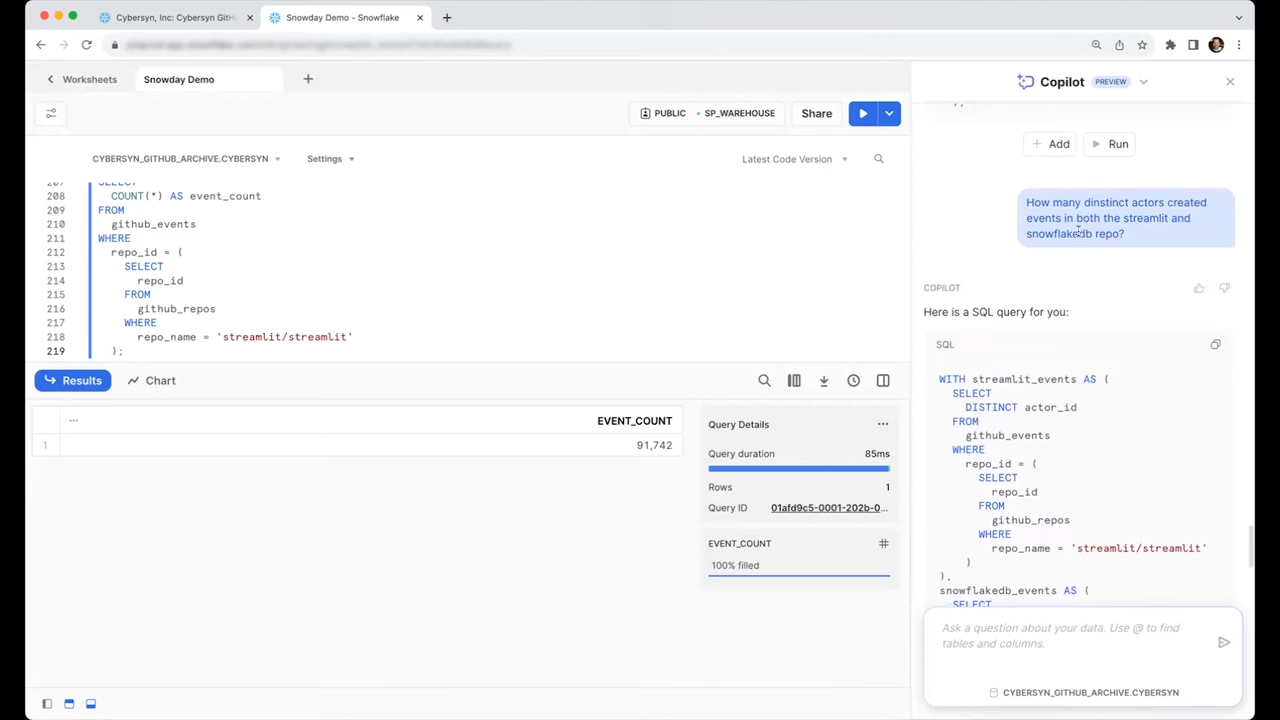 Cybersyn, Inc: Cybersyn GitH
Snowday Demo - Snowflake
Worksheets
Snowday Demo
PUBLIC • SP_WAREHOUSE
Share
CYBERSYN_GITHUB_ARCHIVE.CYBERSYN
Settings
Latest Code Version
207 SELECT
208 COUNT(*) AS event_count
209 FROM
210 github_events
211 WHERE
212 repo_id = (
213 SELECT
214 repo_id
215 FROM
216 github_repos
217 WHERE
218 repo_name = 'streamlit/streamlit'
219 );
Results
Chart
... EVENT_COUNT
1 91,742
Query Details ...
Query duration 85ms
Rows 1
Query ID 01afd9c5-0001-202b-0...
EVENT_COUNT #
100% filled
Copilot PREVIEW
);
+ Add
Run
How many dinstinct actors created
events in both the streamlit and
snowflakedb repo?
COPILOT
Here is a SQL query for you:
SQL
WITH streamlit_events AS (
SELECT
DISTINCT actor_id
FROM
github_events
WHERE
repo_id = (
SELECT
repo_id
FROM
github_repos
WHERE
repo_name = 'streamlit/streamlit'
)
),
snowflakedb_events AS (
SELECT
Ask a question about your data. Use @ to find
tables and columns.
CYBERSYN_GITHUB_ARCHIVE.CYBERSYN